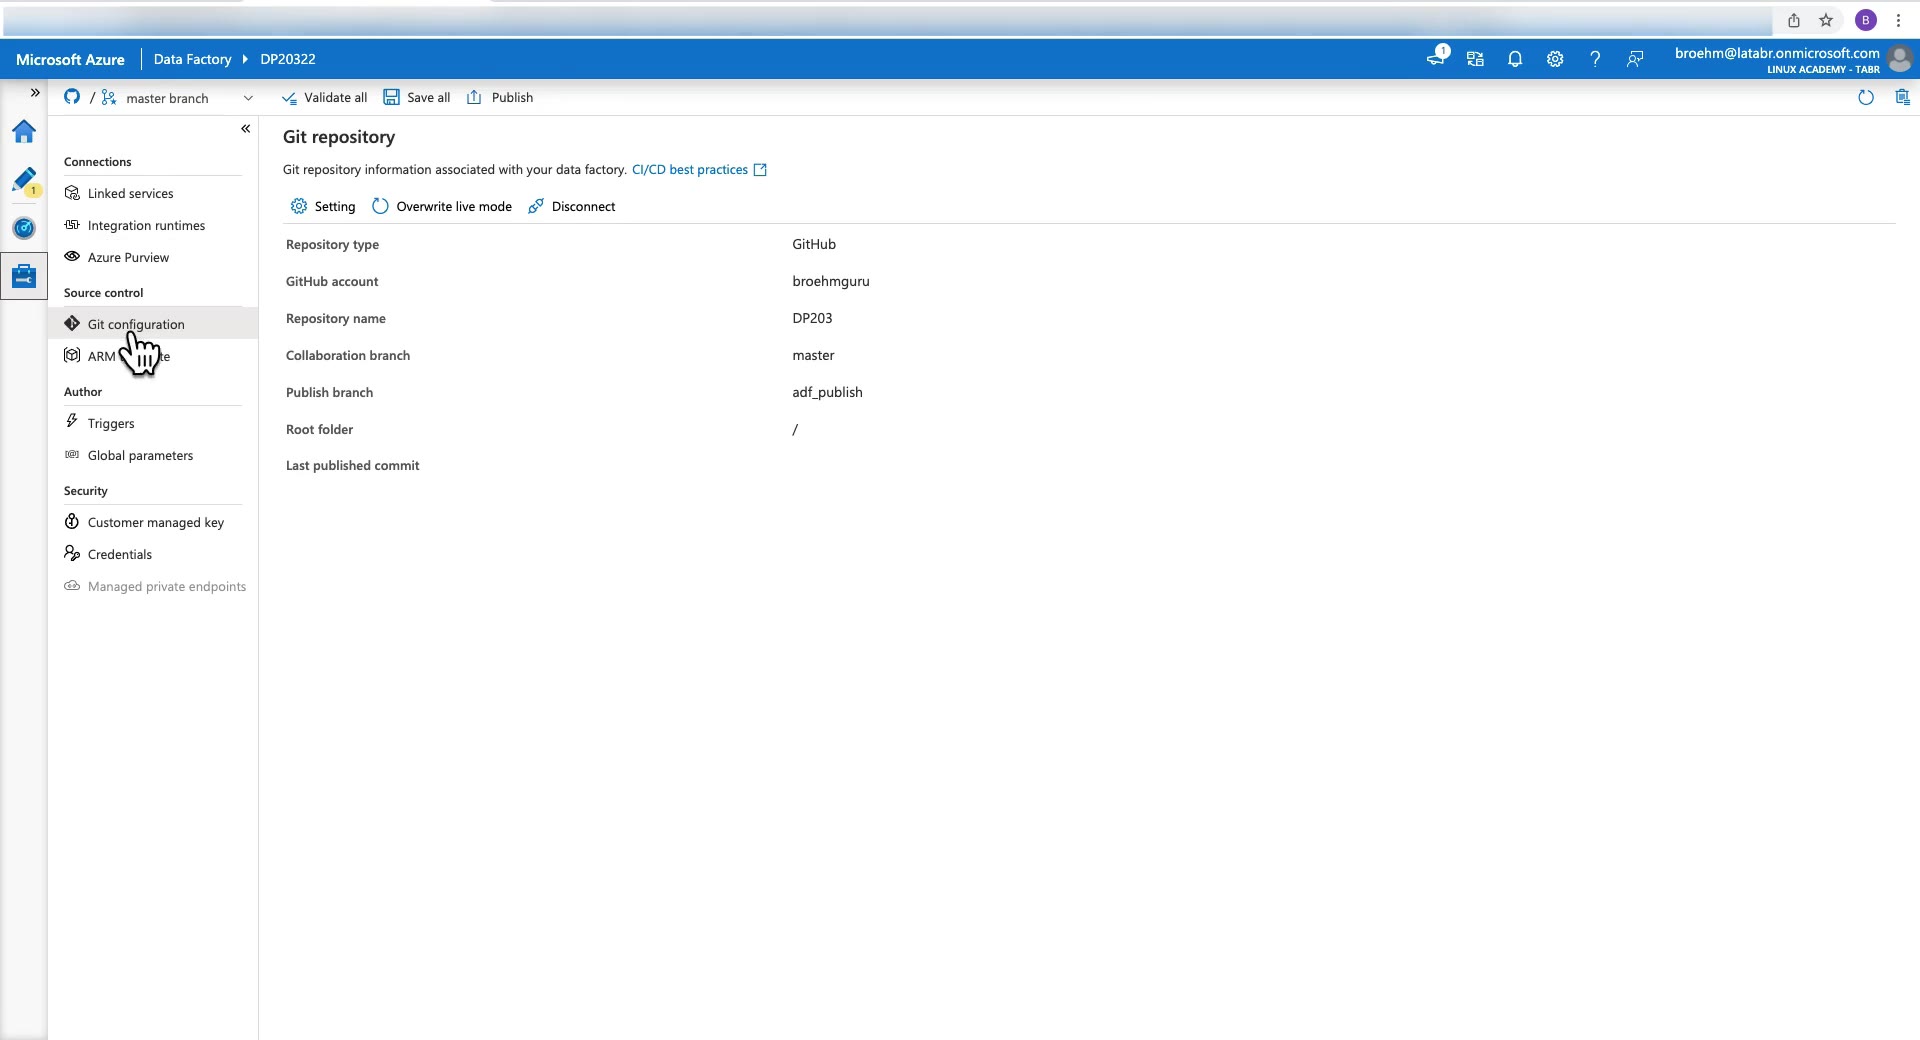 B
Microsoft Azure
Data Factory
DP20322
1
?
broehm@latabr.onmicrosoft.com
LINUX ACADEMY - TABR
/
master branch
Validate all
Save all
Publish
Connections
Linked services
Integration runtimes
Azure Purview
Source control
Git configuration
ARM
Author
Triggers
Global parameters
Security
Customer managed key
Credentials
Managed private endpoints
1
Git repository
Git repository information associated with your data factory. CI/CD best practices
Setting
Overwrite live mode
Disconnect
Repository type
GitHub
GitHub account
broehmguru
Repository name
DP203
Collaboration branch
master
Publish branch
adf_publish
Root folder
/
Last published commit